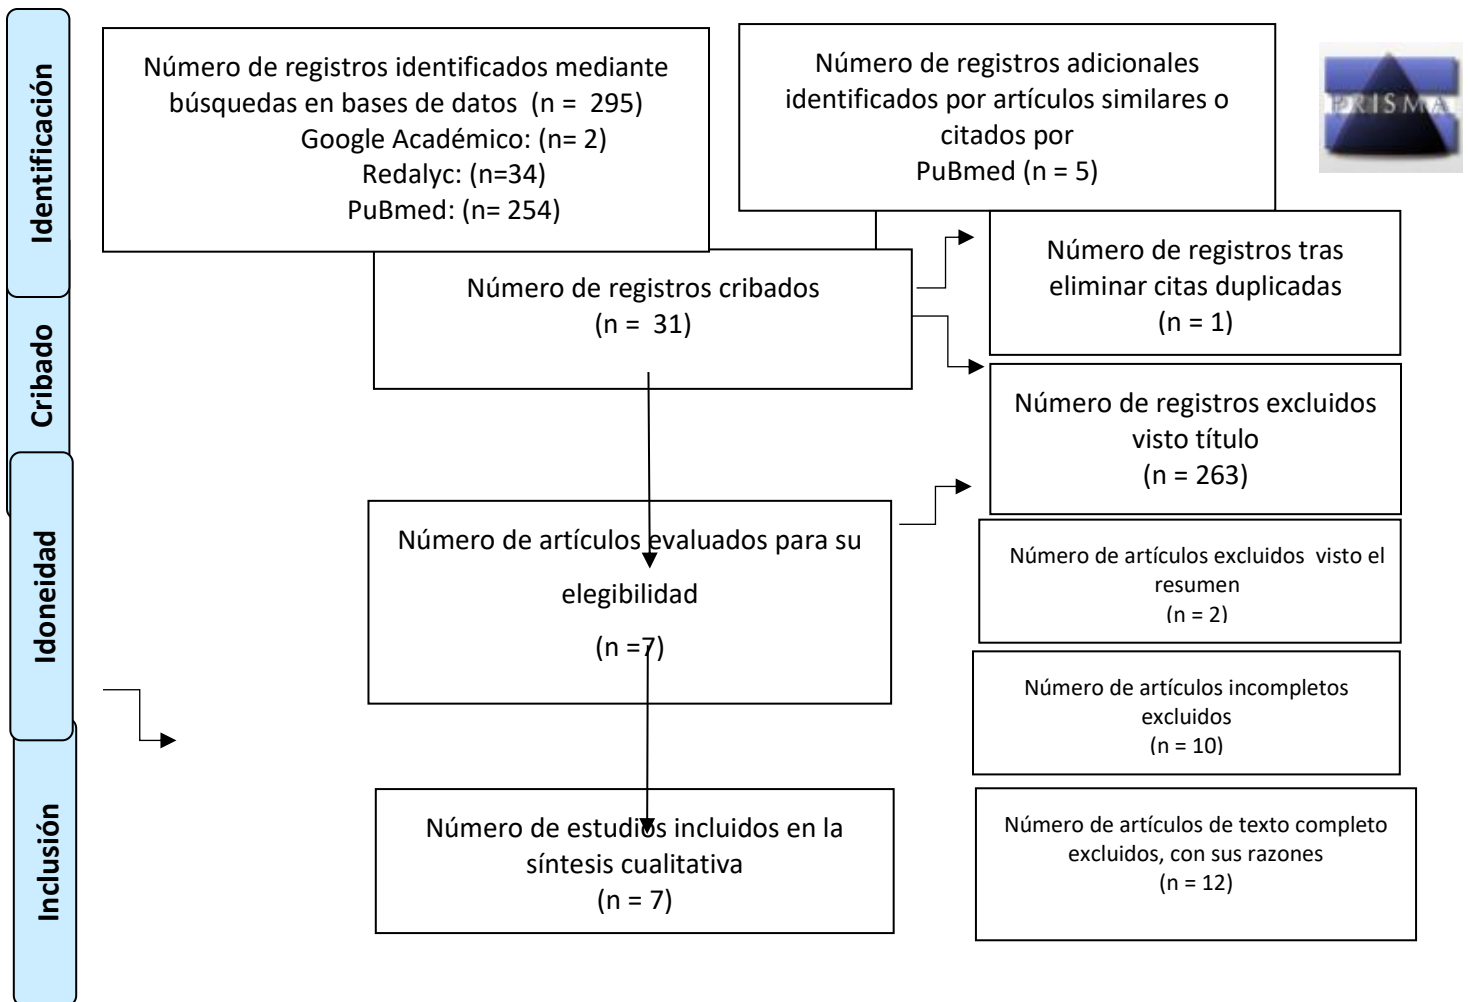 Identificación
Número de registros identificados mediante
búsquedas en bases de datos (n = 295)
Google Académico: (n= 2)
Redalyc: (n=34)
PuBmed: (n= 254)
Número de registros adicionales
identificados por artículos similares o
citados por
PuBmed (n = 5)
PRISMA
Cribado
Número de registros cribados
(n = 31)
Número de registros tras
eliminar citas duplicadas
(n = 1)
Número de registros excluidos
visto título
(n = 263)
Idoneidad
Número de artículos evaluados para su
elegibilidad
(n =7)
Número de artículos excluidos visto el
resumen
(n = 2)
Número de artículos incompletos
excluidos
(n = 10)
Inclusión
Número de estudios incluidos en la
síntesis cualitativa
(n = 7)
Número de artículos de texto completo
excluidos, con sus razones
(n = 12)